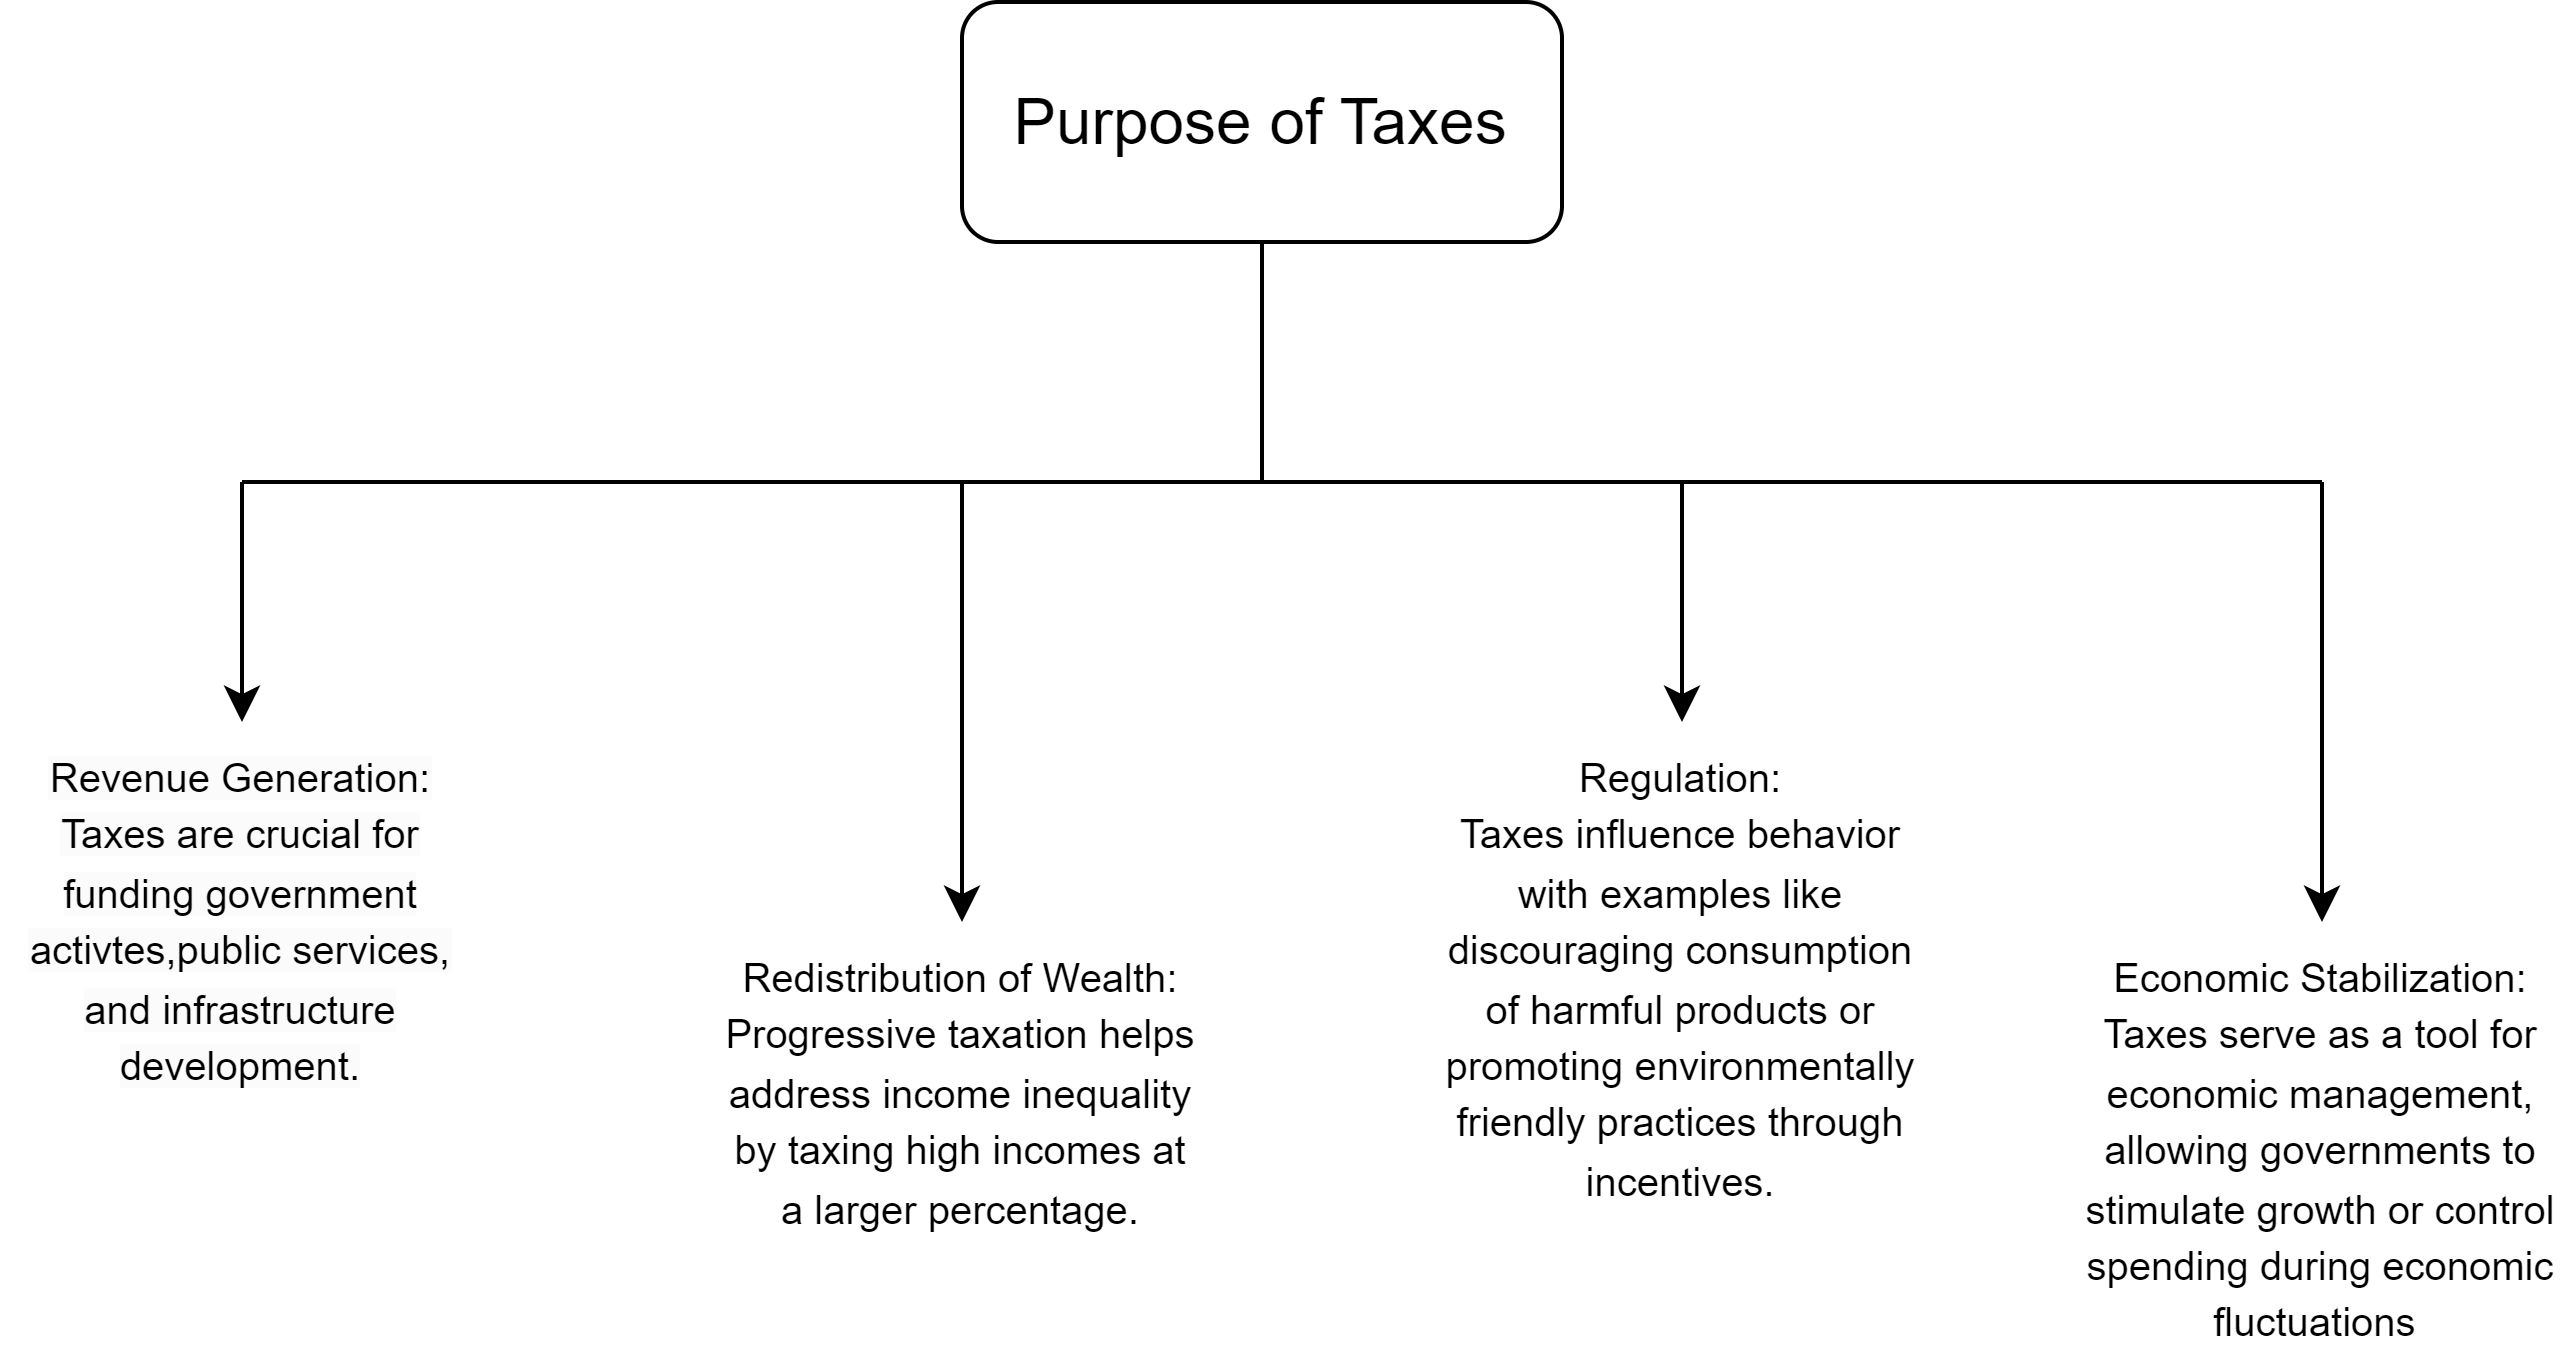 Purpose of Taxes
Revenue Generation:
Taxes are crucial for
funding government
activtes,public services,
and infrastructure
development.
Redistribution of Wealth:
Progressive taxation helps
address income inequality
by taxing high incomes at
a larger percentage.
Regulation:
Taxes influence behavior
with examples like
discouraging consumption
of harmful products or
promoting environmentally
friendly practices through
incentives.
Economic Stabilization:
Taxes serve as a tool for
economic management,
allowing governments to
stimulate growth or control
spending during economic
fluctuations